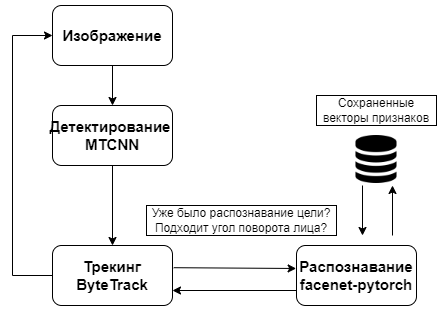 Изображение
Детектирование
MTCNN
Сохраненные
векторы признаков
Уже было распознавание цели?
Подходит угол поворота лица?
Трекинг
ByteTrack
Распознавание
facenet-pytorch